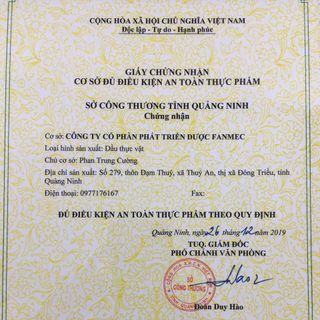 CỘNG HÒA XÃ HỘI CHỦ NGHĨA VIỆT NAM
Độc lập - Tự do - Hạnh phúc
GIẤY CHỨNG NHẬN
CƠ SỞ ĐỦ ĐIỀU KIỆN AN TOÀN THỰC PHẨM
SỞ CÔNG THƯƠNG TỈNH QUẢNG NINH
Chứng nhận
Cơ sở: CÔNG TY CỔ PHẦN PHÁT TRIỂN DƯỢC FANMEC
Loại hình sản xuất: Dầu thực vật
Chủ cơ sở: Phan Trung Cường
Địa chỉ sản xuất: Số 279, thôn Đạm Thuỷ, xã Thuỷ An, thị xã Đông Triều, tỉnh
Quảng Ninh
Điện thoại: 0977176167 Fax:
ĐỦ ĐIỀU KIỆN AN TOÀN THỰC PHẨM THEO QUY ĐỊNH
Quảng Ninh, ngày 26 tháng 12 năm 2019
TUQ. GIÁM ĐỐC
PHÓ CHÁNH VĂN PHÒNG
SỞ
CÔNG THƯƠNG
Đoàn Duy Hào